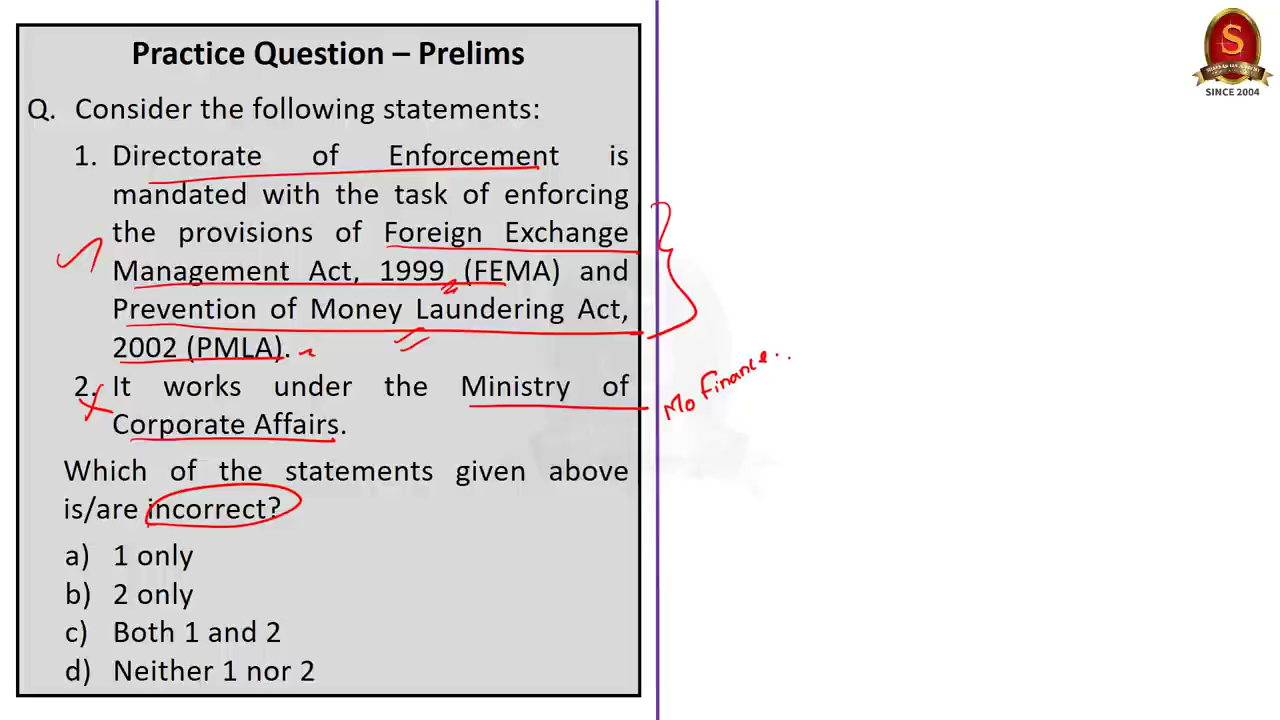 Practice Question – Prelims
Q. Consider the following statements:
1. Directorate of Enforcement is
mandated with the task of enforcing
the provisions of Foreign Exchange
Management Act, 1999 (FEMA) and
Prevention of Money Laundering Act,
2002 (PMLA).
2. It works under the Ministry of
Corporate Affairs.
Mo Finance..
Which of the statements given above
is/are incorrect?
a) 1 only
b) 2 only
c) Both 1 and 2
d) Neither 1 nor 2
S
SINCE 2004